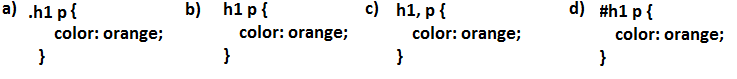 a) .h1 p { b) h1 p { c) h1, p { d) #h1 p {
color: orange; color: orange; color: orange; color: orange;
} } } }